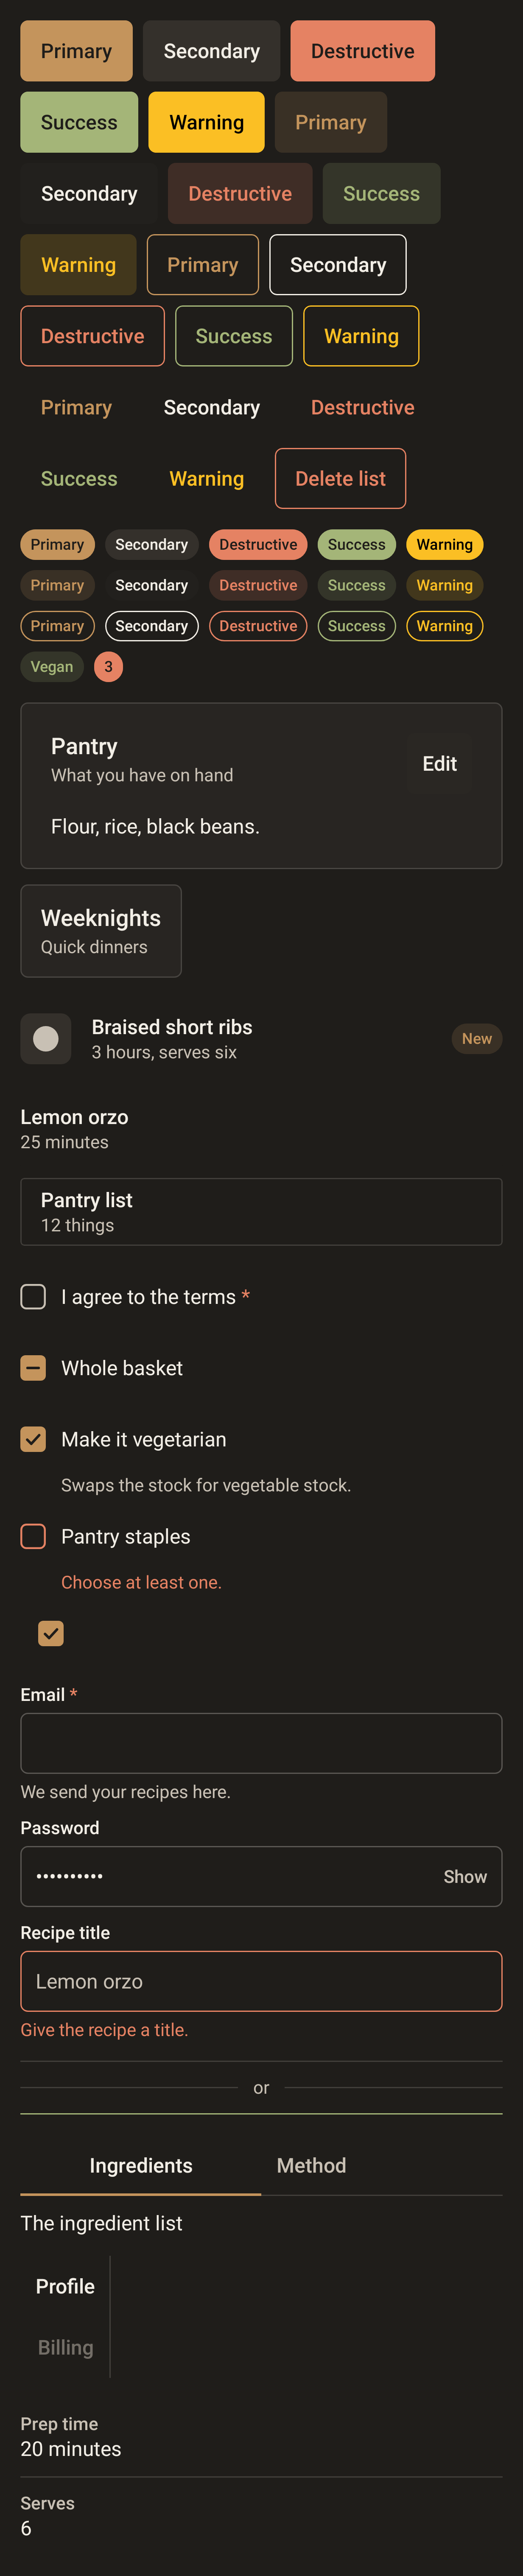 Primary Secondary Destructive
Success Warning Primary
Secondary Destructive Success
Warning Primary Secondary
Destructive Success Warning
Primary Secondary Destructive
Success Warning Delete list
Primary Secondary Destructive Success Warning
Primary Secondary Destructive Success Warning
Primary Secondary Destructive Success Warning
Vegan 3
Pantry
What you have on hand
Edit
Flour, rice, black beans.
Weeknights
Quick dinners
Braised short ribs
3 hours, serves six
New
Lemon orzo
25 minutes
Pantry list
12 things
I agree to the terms *
Whole basket
Make it vegetarian
Swaps the stock for vegetable stock.
Pantry staples
Choose at least one.
Email *
We send your recipes here.
Password
•••••••••• Show
Recipe title
Lemon orzo
Give the recipe a title.
or
Ingredients Method
The ingredient list
Profile
Billing
Prep time
20 minutes
Serves
6